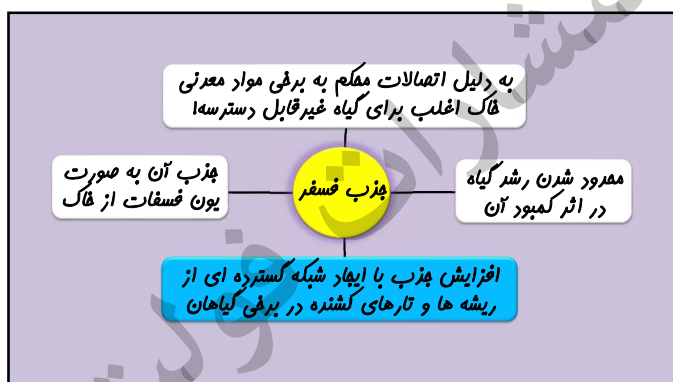 به دلیل اتصالات محکم به برخی مواد معدنی
خاک اغلب برای گیاه غیرقابل دسترسه!
جذب فسفر
محدود شدن رشد گیاه
در اثر کمبود آن
جذب آن به صورت
یون فسفات از خاک
افزایش جذب با ایجاد شبکه گسترده ای از
ریشه ها و تارهای کشنده در برخی گیاهان